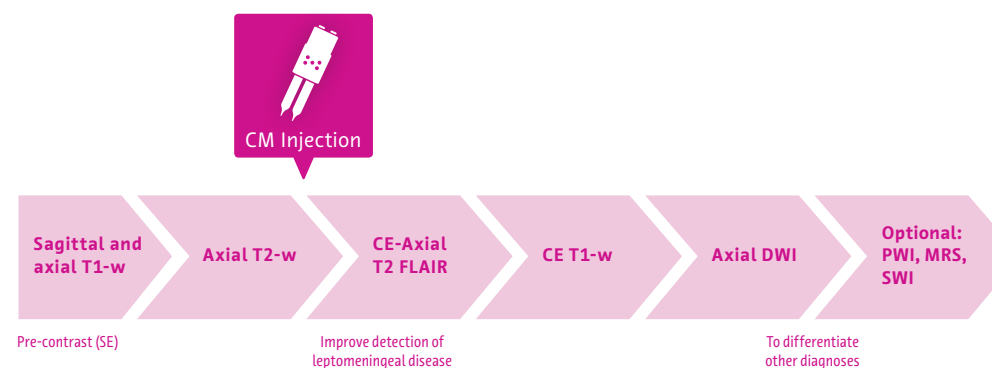 CM Injection
Sagittal and
axial T1-w
Axial T2-w
CE-Axial
T2 FLAIR
CE T1-w
Axial DWI
Optional:
PWI, MRS,
SWI
Pre-contrast (SE)
Improve detection of
leptomeningeal disease
To differentiate
other diagnoses